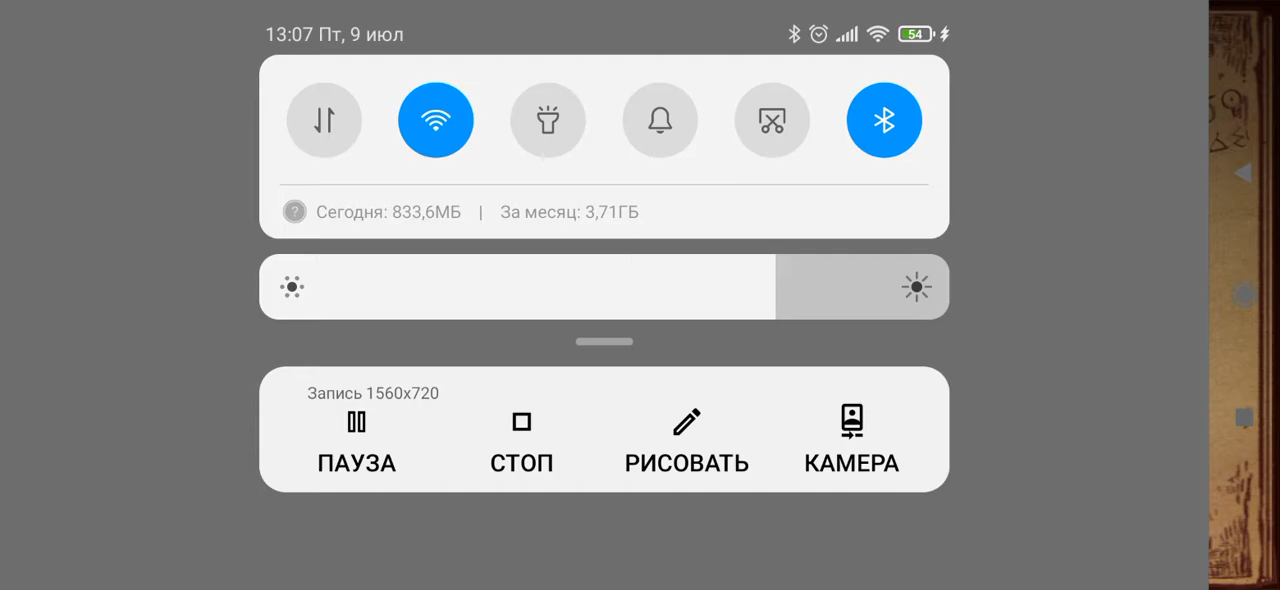 13:07 Пт, 9 июл
54
Сегодня: 833,6МБ | За месяц: 3,71ГБ
Запись 1560x720
ПАУЗА СТОП РИСОВАТЬ КАМЕРА